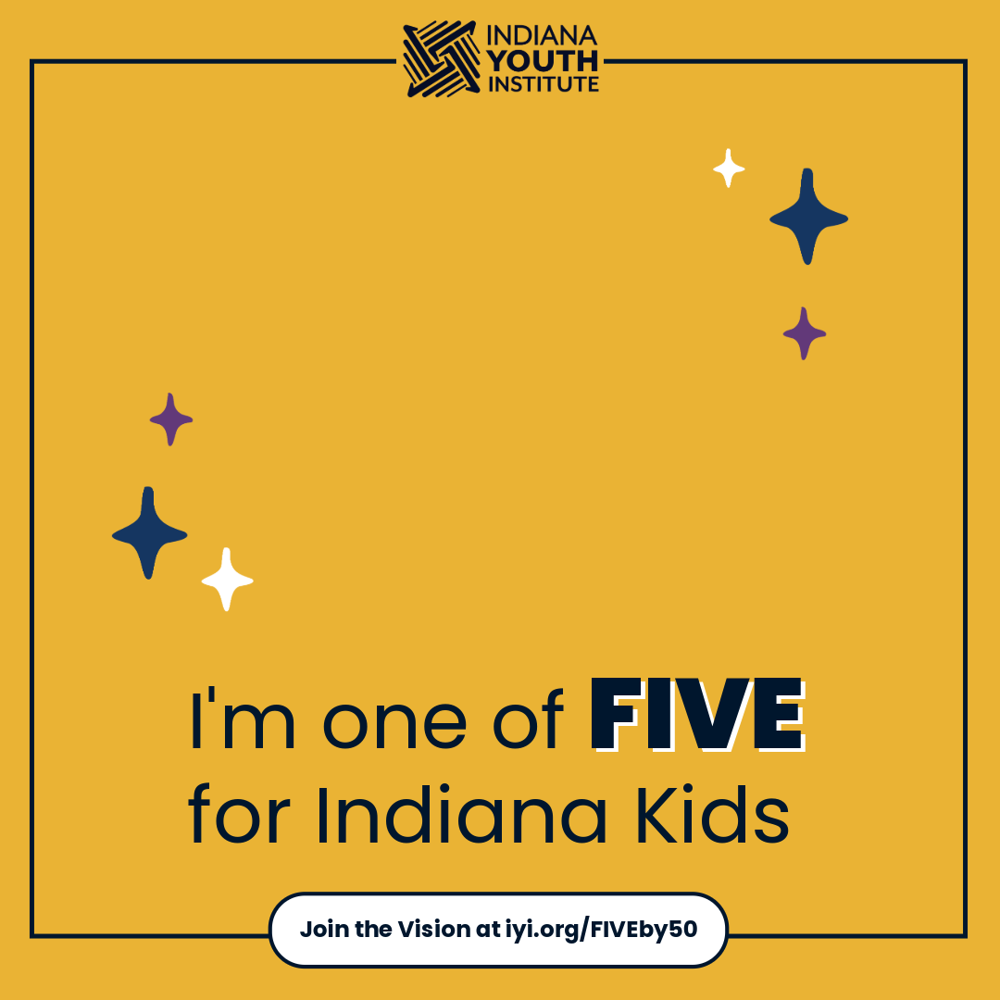 INDIANA
YOUTH
INSTITUTE
I'm one of FIVE
for Indiana Kids
Join the Vision at iyi.org/FIVEby50